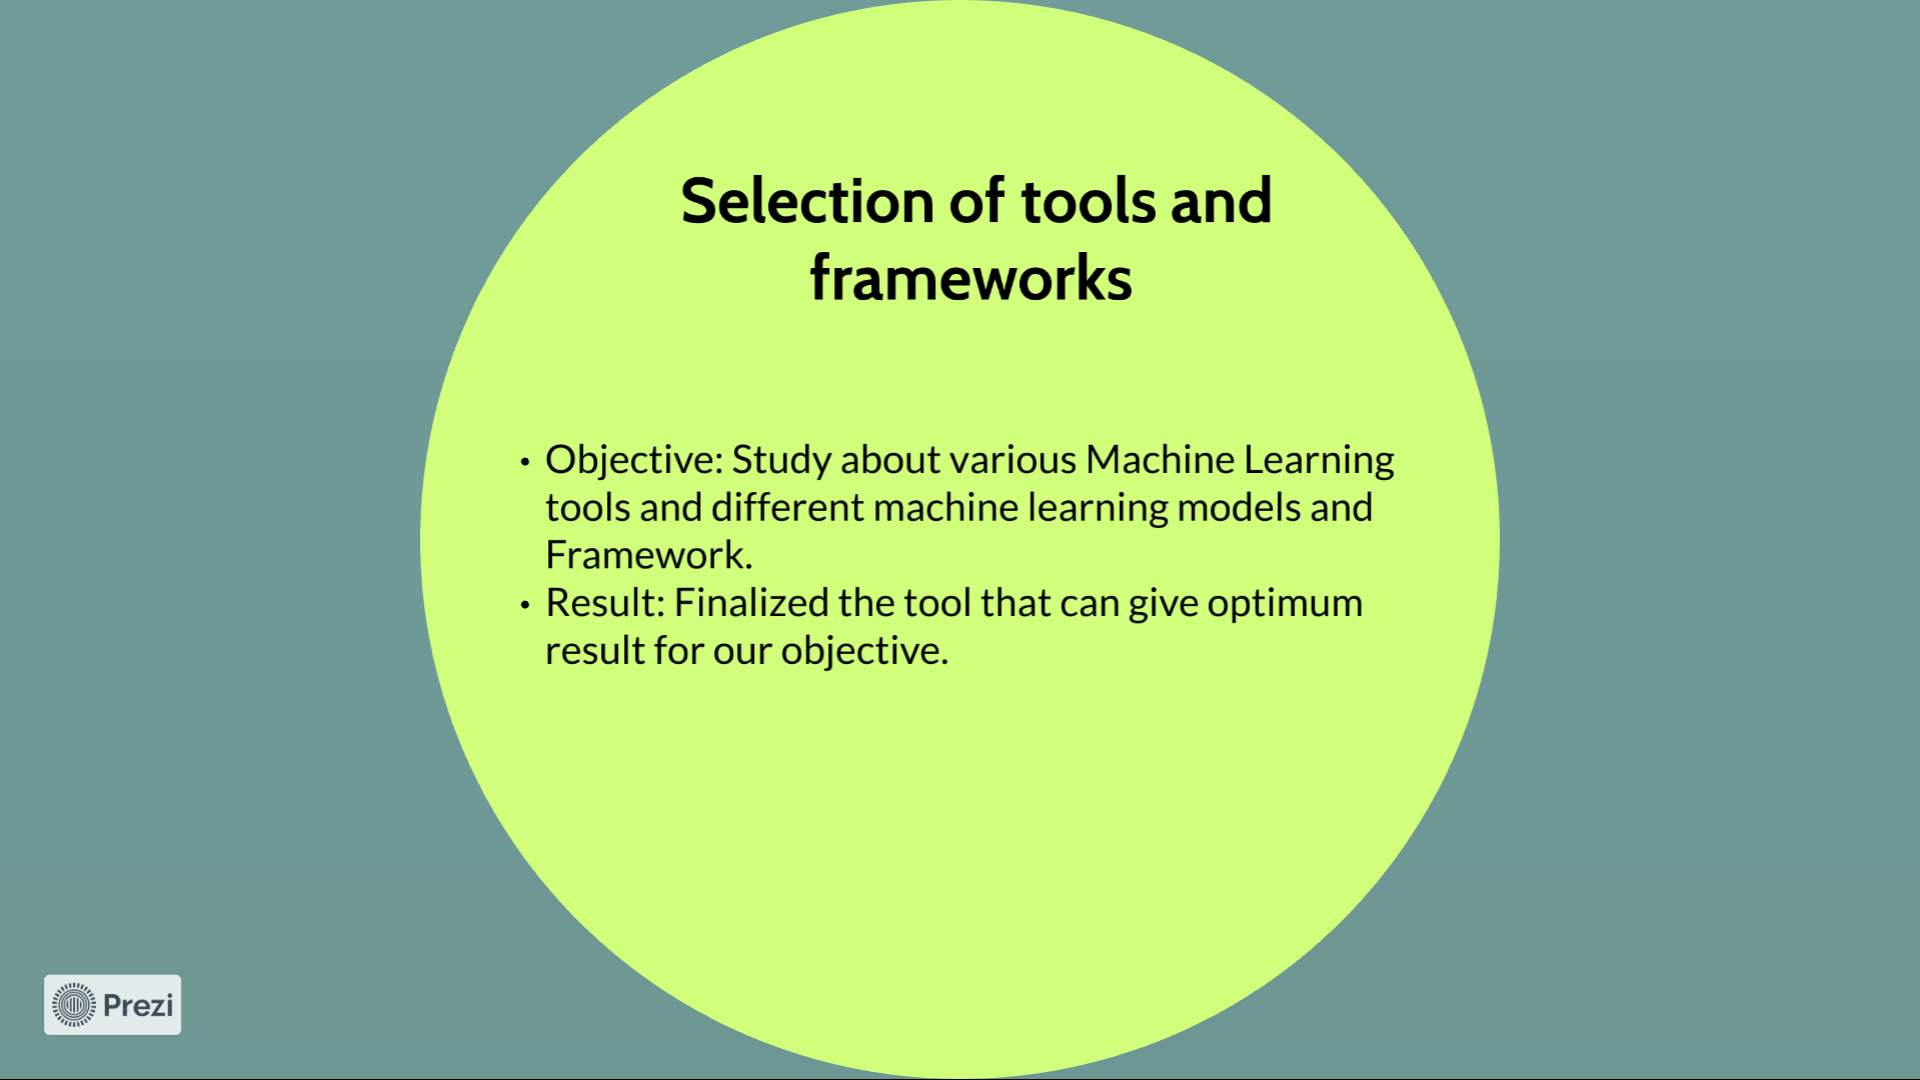 Selection of tools and
frameworks
• Objective: Study about various Machine Learning
tools and different machine learning models and
Framework.
• Result: Finalized the tool that can give optimum
result for our objective.
Prezi